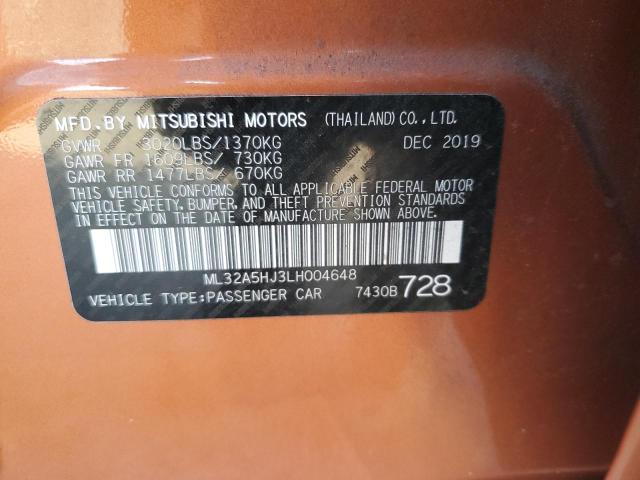 MFD.BY MITSUBISHI MOTORS (THAILAND)CO.,LTD.
GVWR 3020LBS/1370KG DEC 2019
GAWR FR 1609LBS/ 730KG
GAWR RR 1477LBS/ 670KG
THIS VEHICLE CONFORMS TO ALL APPLICABLE FEDERAL MOTOR
VEHICLE SAFETY, BUMPER, AND THEFT PREVENTION STANDARDS
IN EFFECT ON THE DATE OF MANUFACTURE SHOWN ABOVE.
ML32A5HJ3LH004648
VEHICLE TYPE:PASSENGER CAR 7430B 728